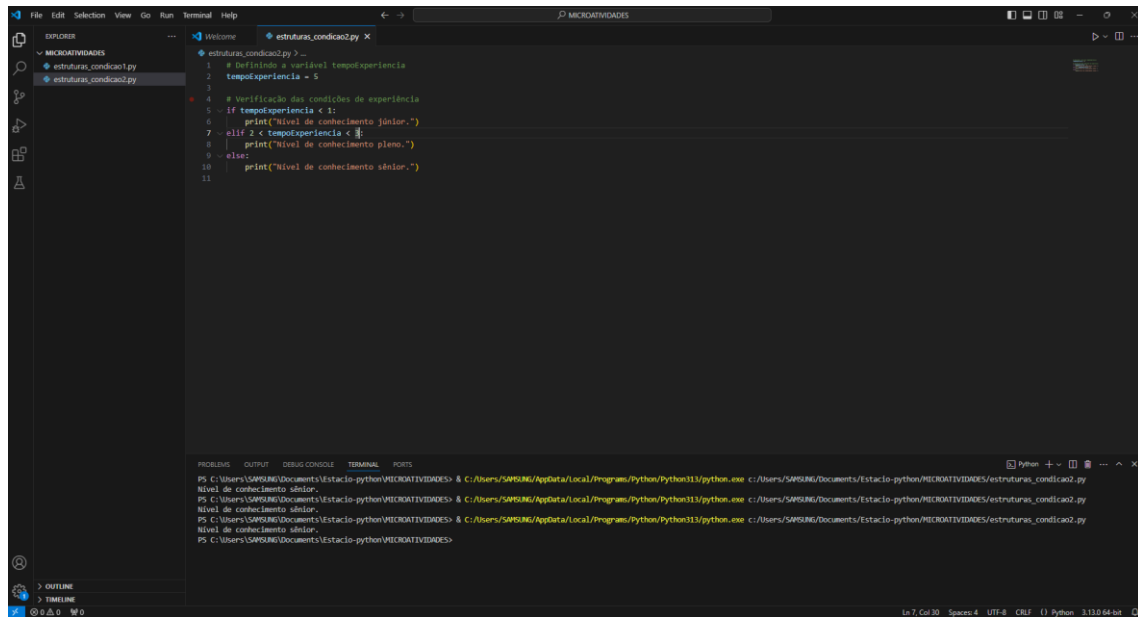 File Edit Selection View Go Run Terminal Help
MICROATIVIDADES
EXPLORER
MICROATIVIDADES
estruturas_condicao1.py
estruturas_condicao2.py
OUTLINE
TIMELINE
Welcome
estruturas_condicao2.py
estruturas_condicao2.py > ...
1 # Definindo a variável tempoExperiencia
2 tempoExperiencia = 5
3
4 # Verificação das condições de experiência
5 if tempoExperiencia < 1:
6 print("Nível de conhecimento júnior.")
7 elif 2 < tempoExperiencia < 3:
8 print("Nível de conhecimento pleno.")
9 else:
10 print("Nível de conhecimento sênior.")
11
PROBLEMS OUTPUT DEBUG CONSOLE TERMINAL PORTS
Python
PS C:\Users\SAMSUNG\Documents\Estacio-python\MICROATIVIDADES> & C:/Users/SAMSUNG/AppData/Local/Programs/Python/Python313/python.exe c:/Users/SAMSUNG/Documents/Estacio-python/MICROATIVIDADES/estruturas_condicao2.py
Nível de conhecimento sênior.
PS C:\Users\SAMSUNG\Documents\Estacio-python\MICROATIVIDADES> & C:/Users/SAMSUNG/AppData/Local/Programs/Python/Python313/python.exe c:/Users/SAMSUNG/Documents/Estacio-python/MICROATIVIDADES/estruturas_condicao2.py
Nível de conhecimento sênior.
PS C:\Users\SAMSUNG\Documents\Estacio-python\MICROATIVIDADES> & C:/Users/SAMSUNG/AppData/Local/Programs/Python/Python313/python.exe c:/Users/SAMSUNG/Documents/Estacio-python/MICROATIVIDADES/estruturas_condicao2.py
Nível de conhecimento sênior.
PS C:\Users\SAMSUNG\Documents\Estacio-python\MICROATIVIDADES>
0 0 0 Ln 7, Col 30 Spaces: 4 UTF-8 CRLF Python 3.13.0 64-bit